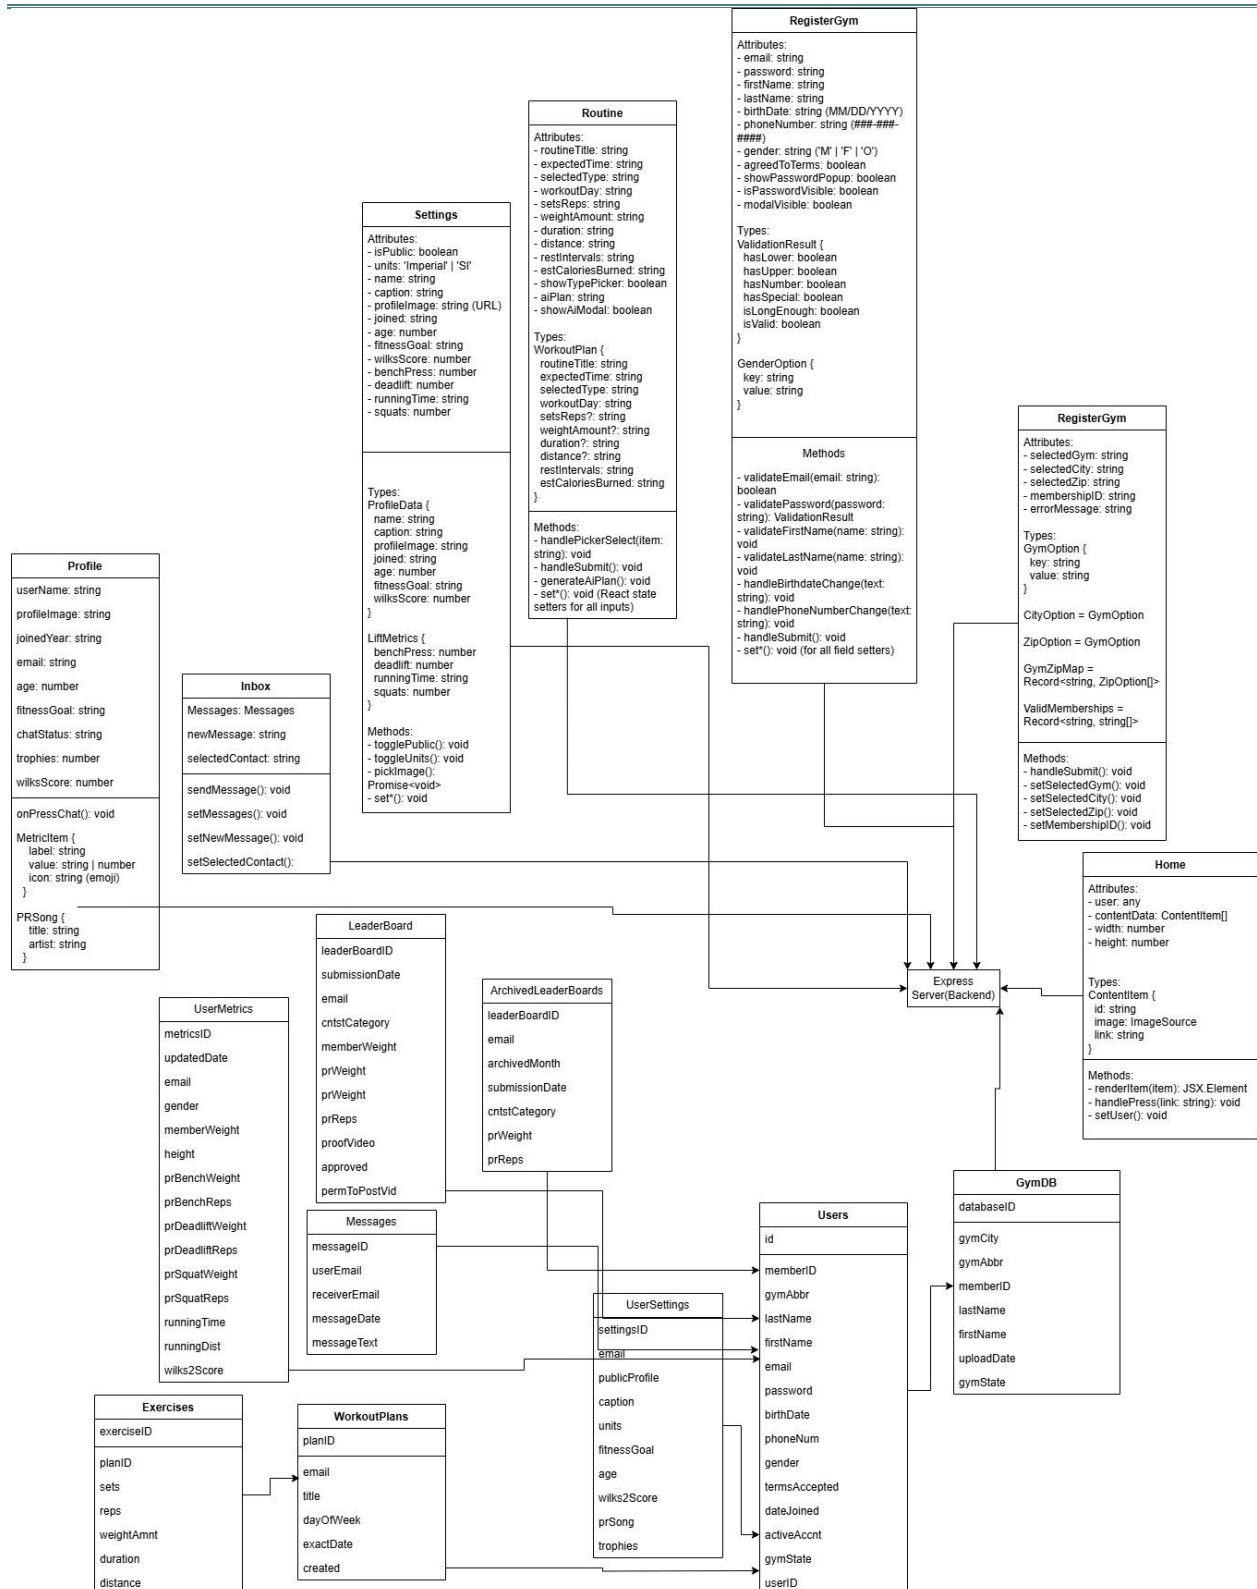 RegisterGym
Attributes:
- email: string
- password: string
- firstName: string
- lastName: string
- birthDate: string (MM/DD/YYYY)
- phoneNumber: string (###-###-
####)
- gender: string ('M' | 'F' | 'O')
- agreedToTerms: boolean
- showPasswordPopup: boolean
- isPasswordVisible: boolean
- modalVisible: boolean
Types:
ValidationResult {
hasLower: boolean
hasUpper: boolean
hasNumber: boolean
hasSpecial: boolean
isLongEnough: boolean
isValid: boolean
}
GenderOption {
key: string
value: string
}
Methods
- validateEmail(email: string):
boolean
- validatePassword(password:
string): ValidationResult
- validateFirstName(name: string):
void
- validateLastName(name: string):
void
- handleBirthdateChange(text:
string): void
- handlePhoneNumberChange(text:
string): void
- handleSubmit(): void
- set*(): void (for all field setters)
Routine
Attributes:
- routineTitle: string
- expectedTime: string
- selectedType: string
- workoutDay: string
- setsReps: string
- weightAmount: string
- duration: string
- distance: string
- restIntervals: string
- estCaloriesBurned: string
- showTypePicker: boolean
- aiPlan: string
- showAiModal: boolean
Types:
WorkoutPlan {
routineTitle: string
expectedTime: string
selectedType: string
workoutDay: string
setsReps?: string
weightAmount?: string
duration?: string
distance?: string
restIntervals: string
estCaloriesBurned: string
}
Methods:
- handlePickerSelect(item:
string): void
- handleSubmit(): void
- generateAiPlan(): void
- set*(): void (React state
setters for all inputs)
Settings
Attributes:
- isPublic: boolean
- units: 'Imperial' | 'SI'
- name: string
- caption: string
- profileImage: string (URL)
- joined: string
- age: number
- fitnessGoal: string
- wilksScore: number
- benchPress: number
- deadlift: number
- runningTime: string
- squats: number
Types:
ProfileData {
name: string
caption: string
profileImage: string
joined: string
age: number
fitnessGoal: string
wilksScore: number
}
LiftMetrics {
benchPress: number
deadlift: number
runningTime: string
squats: number
}
Methods:
- togglePublic(): void
- toggleUnits(): void
- pickImage():
Promise<void>
- set*(): void
RegisterGym
Attributes:
- selectedGym: string
- selectedCity: string
- selectedZip: string
- membershipID: string
- errorMessage: string
Types:
GymOption {
key: string
value: string
}
CityOption = GymOption
ZipOption = GymOption
GymZipMap =
Record<string, ZipOption[]>
ValidMemberships =
Record<string, string[]>
Methods:
- handleSubmit(): void
- setSelectedGym(): void
- setSelectedCity(): void
- setSelectedZip(): void
- setMembershipID(): void
Profile
userName: string
profileImage: string
joinedYear: string
email: string
age: number
fitnessGoal: string
chatStatus: string
trophies: number
wilksScore: number
onPressChat(): void
MetricItem {
label: string
value: string | number
icon: string (emoji)
}
PRSong {
title: string
artist: string
}
Inbox
Messages: Messages
newMessage: string
selectedContact: string
sendMessage(): void
setMessages(): void
setNewMessage(): void
setSelectedContact():
Home
Attributes:
- user: any
- contentData: ContentItem[]
- width: number
- height: number
Types:
ContentItem {
id: string
image: ImageSource
link: string
}
Methods:
- renderItem(item): JSX.Element
- handlePress(link: string): void
- setUser(): void
Express
Server(Backend)
LeaderBoard
leaderBoardID
submissionDate
email
cntstCategory
memberWeight
prWeight
prWeight
prReps
proofVideo
approved
permToPostVid
ArchivedLeaderBoards
leaderBoardID
email
archivedMonth
submissionDate
cntstCategory
prWeight
prReps
UserMetrics
metricsID
updatedDate
email
gender
memberWeight
height
prBenchWeight
prBenchReps
prDeadliftWeight
prDeadliftReps
prSquatWeight
prSquatReps
runningTime
runningDist
wilks2Score
Messages
messageID
userEmail
receiverEmail
messageDate
messageText
GymDB
databaseID
gymCity
gymAbbr
memberID
lastName
firstName
uploadDate
gymState
Users
id
memberID
gymAbbr
lastName
firstName
email
password
birthDate
phoneNum
gender
termsAccepted
dateJoined
activeAccnt
gymState
userID
UserSettings
settingsID
email
publicProfile
caption
units
fitnessGoal
age
wilks2Score
prSong
trophies
Exercises
exerciseID
planID
sets
reps
weightAmnt
duration
distance
WorkoutPlans
planID
email
title
dayOfWeek
exactDate
created